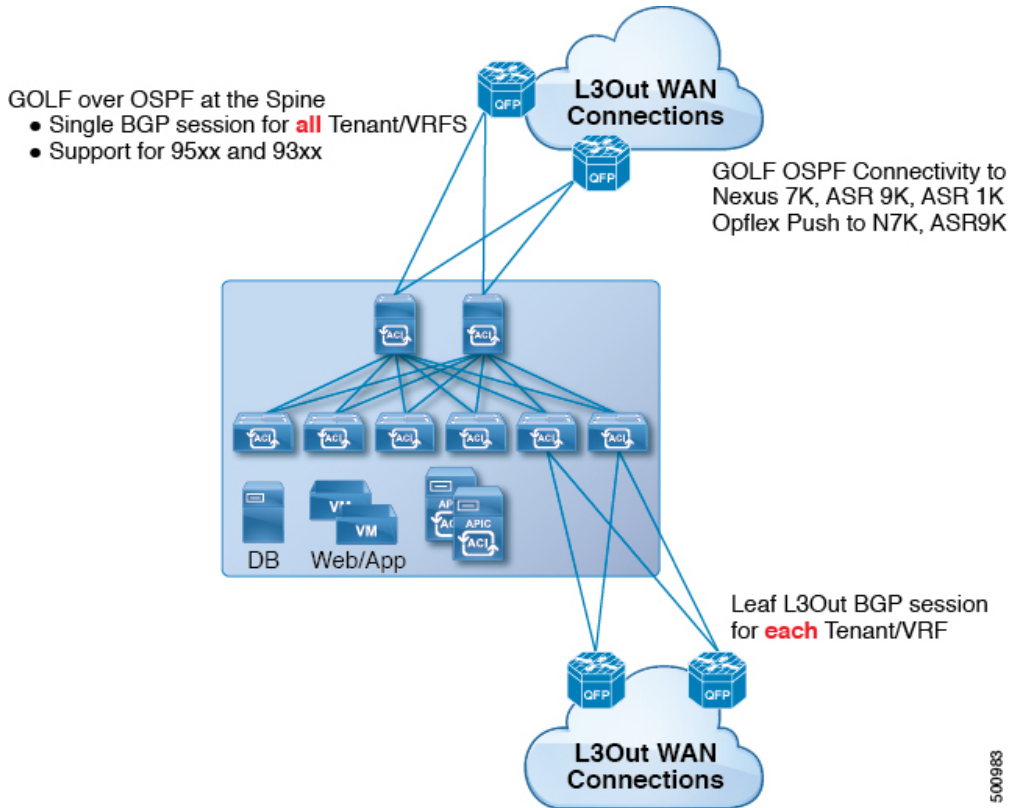 L3Out WAN
Connections
QFP
QFP
GOLF over OSPF at the Spine
● Single BGP session for all Tenant/VRFS
● Support for 95xx and 93xx
GOLF OSPF Connectivity to
Nexus 7K, ASR 9K, ASR 1K
Opflex Push to N7K, ASR9K
ACI
ACI
ACI
ACI
ACI
ACI
ACI
ACI
DB
VM
VM
Web/App
APIC
ACI
Leaf L3Out BGP session
for each Tenant/VRF
QFP
QFP
L3Out WAN
Connections
500983